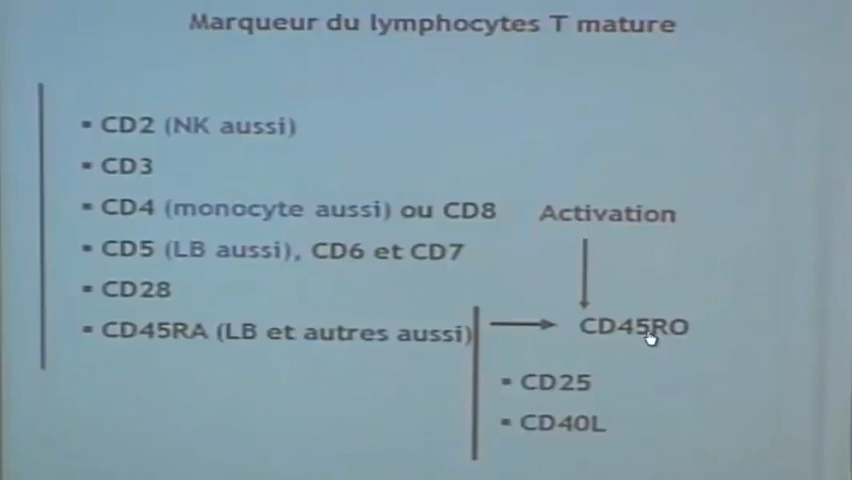 Marqueur du lymphocytes T mature
▪ CD2 (NK aussi)
▪ CD3
▪ CD4 (monocyte aussi) ou CD8
Activation
▪ CD5 (LB aussi), CD6 et CD7
▪ CD28
▪ CD45RA (LB et autres aussi)
CD45RO
▪ CD25
▪ CD40L